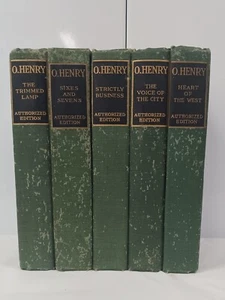 O. HENRY
THE
TRIMMED
LAMP
AUTHORIZED
EDITION
O. HENRY
SIXES AND
SEVENS
AUTHORIZED
EDITION
O. HENRY
STRICTLY
BUSINESS
AUTHORIZED
EDITION
O. HENRY
THE
VOICE OF
THE CITY
AUTHORIZED
EDITION
O. HENRY
HEART
OF
THE WEST
AUTHORIZED
EDITION